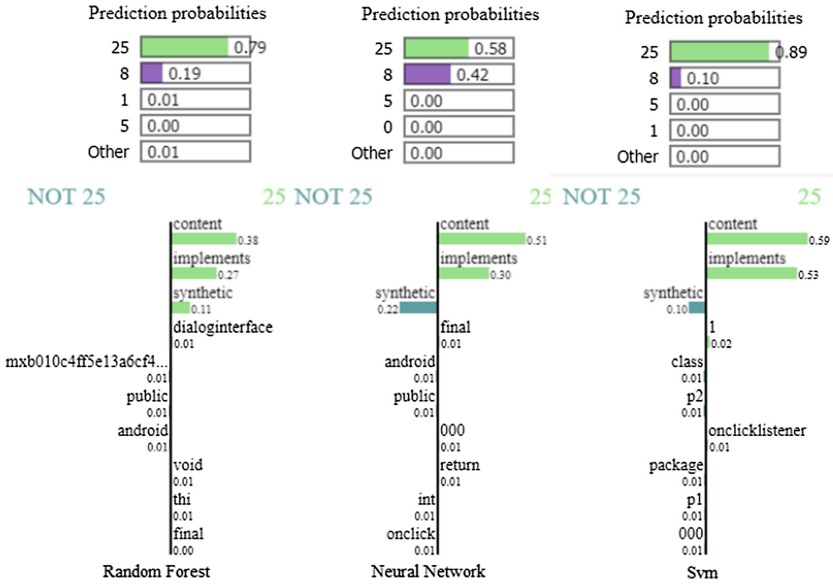 Prediction probabilities
25 0.79
8 0.19
1 0.01
5 0.00
Other 0.01
Prediction probabilities
25 0.58
8 0.42
5 0.00
0 0.00
Other 0.00
Prediction probabilities
25 0.89
8 0.10
5 0.00
1 0.00
Other 0.00
NOT 25 25
content
0.38
implements
0.27
synthetic
0.11
dialoginterface
0.01
mxb010c4ff5e13a6cf4...
0.01
public
0.01
android
0.01
void
0.01
thi
0.01
final
0.00
Random Forest
NOT 25 25
content
0.51
implements
0.30
synthetic
0.22
final
0.01
android
0.01
public
0.01
000
0.01
return
0.01
int
0.01
onclick
0.01
Neural Network
NOT 25 25
content
0.59
implements
0.53
synthetic
0.10
1
0.02
class
0.01
p2
0.01
onclicklistener
0.01
package
0.01
p1
0.01
000
0.01
Svm